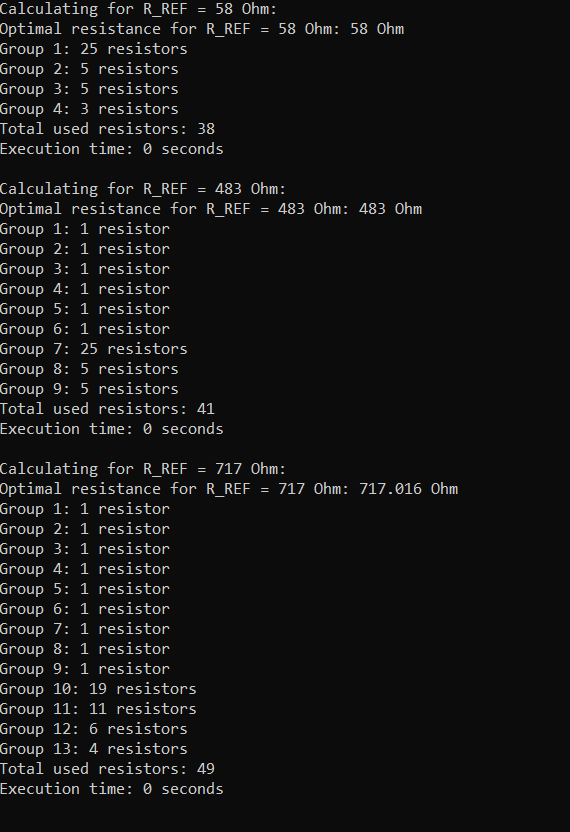 Calculating for R_REF = 58 Ohm:
Optimal resistance for R_REF = 58 Ohm: 58 Ohm
Group 1: 25 resistors
Group 2: 5 resistors
Group 3: 5 resistors
Group 4: 3 resistors
Total used resistors: 38
Execution time: 0 seconds
Calculating for R_REF = 483 Ohm:
Optimal resistance for R_REF = 483 Ohm: 483 Ohm
Group 1: 1 resistor
Group 2: 1 resistor
Group 3: 1 resistor
Group 4: 1 resistor
Group 5: 1 resistor
Group 6: 1 resistor
Group 7: 25 resistors
Group 8: 5 resistors
Group 9: 5 resistors
Total used resistors: 41
Execution time: 0 seconds
Calculating for R_REF = 717 Ohm:
Optimal resistance for R_REF = 717 Ohm: 717.016 Ohm
Group 1: 1 resistor
Group 2: 1 resistor
Group 3: 1 resistor
Group 4: 1 resistor
Group 5: 1 resistor
Group 6: 1 resistor
Group 7: 1 resistor
Group 8: 1 resistor
Group 9: 1 resistor
Group 10: 19 resistors
Group 11: 11 resistors
Group 12: 6 resistors
Group 13: 4 resistors
Total used resistors: 49
Execution time: 0 seconds